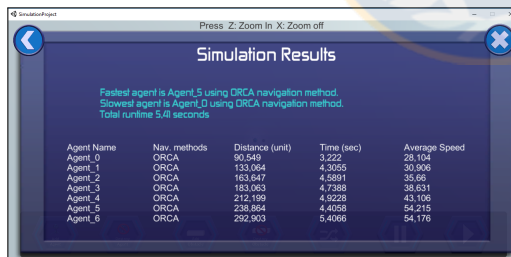 SimulationProject
Press Z: Zoom In X: Zoom off
Simulation Results
Fastest agent is Agent_5 using ORCA navigation method.
Slowest agent is Agent_0 using ORCA navigation method.
Total runtime 5,41 seconds
Agent Name Nav. methods Distance (unit) Time (sec) Average Speed
Agent_0 ORCA 90,549 3,222 28,104
Agent_1 ORCA 133,064 4,3055 30,906
Agent_2 ORCA 163,647 4,5891 35,66
Agent_3 ORCA 183,063 4,7388 38,631
Agent_4 ORCA 212,199 4,9228 43,106
Agent_5 ORCA 238,864 4,4058 54,215
Agent_6 ORCA 292,903 5,4066 54,176